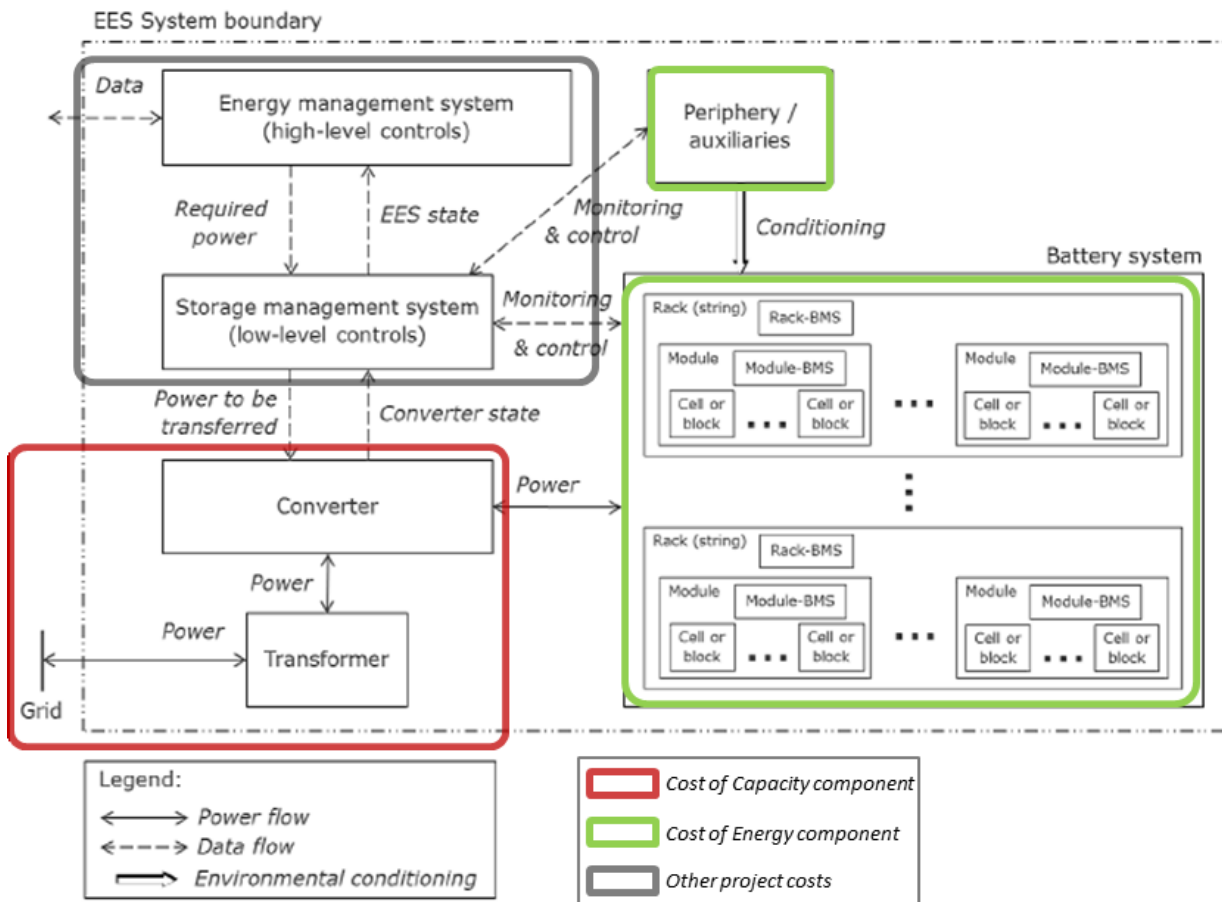 EES System boundary
Data
Energy management system
(high-level controls)
Periphery /
auxiliaries
Required
power
EES state
Monitoring
& control
Conditioning
Battery system
Storage management system
(low-level controls)
Monitoring
& control
Rack (string)
Rack-BMS
Module
Module-BMS
Cell or
block
Cell or
block
Module
Module-BMS
Cell or
block
Cell or
block
Power to be
transferred
Converter state
Converter
Power
Rack (string)
Rack-BMS
Module
Module-BMS
Cell or
block
Cell or
block
Module
Module-BMS
Cell or
block
Cell or
block
Power
Power
Transformer
Grid
Legend:
Power flow
Data flow
Environmental conditioning
Cost of Capacity component
Cost of Energy component
Other project costs